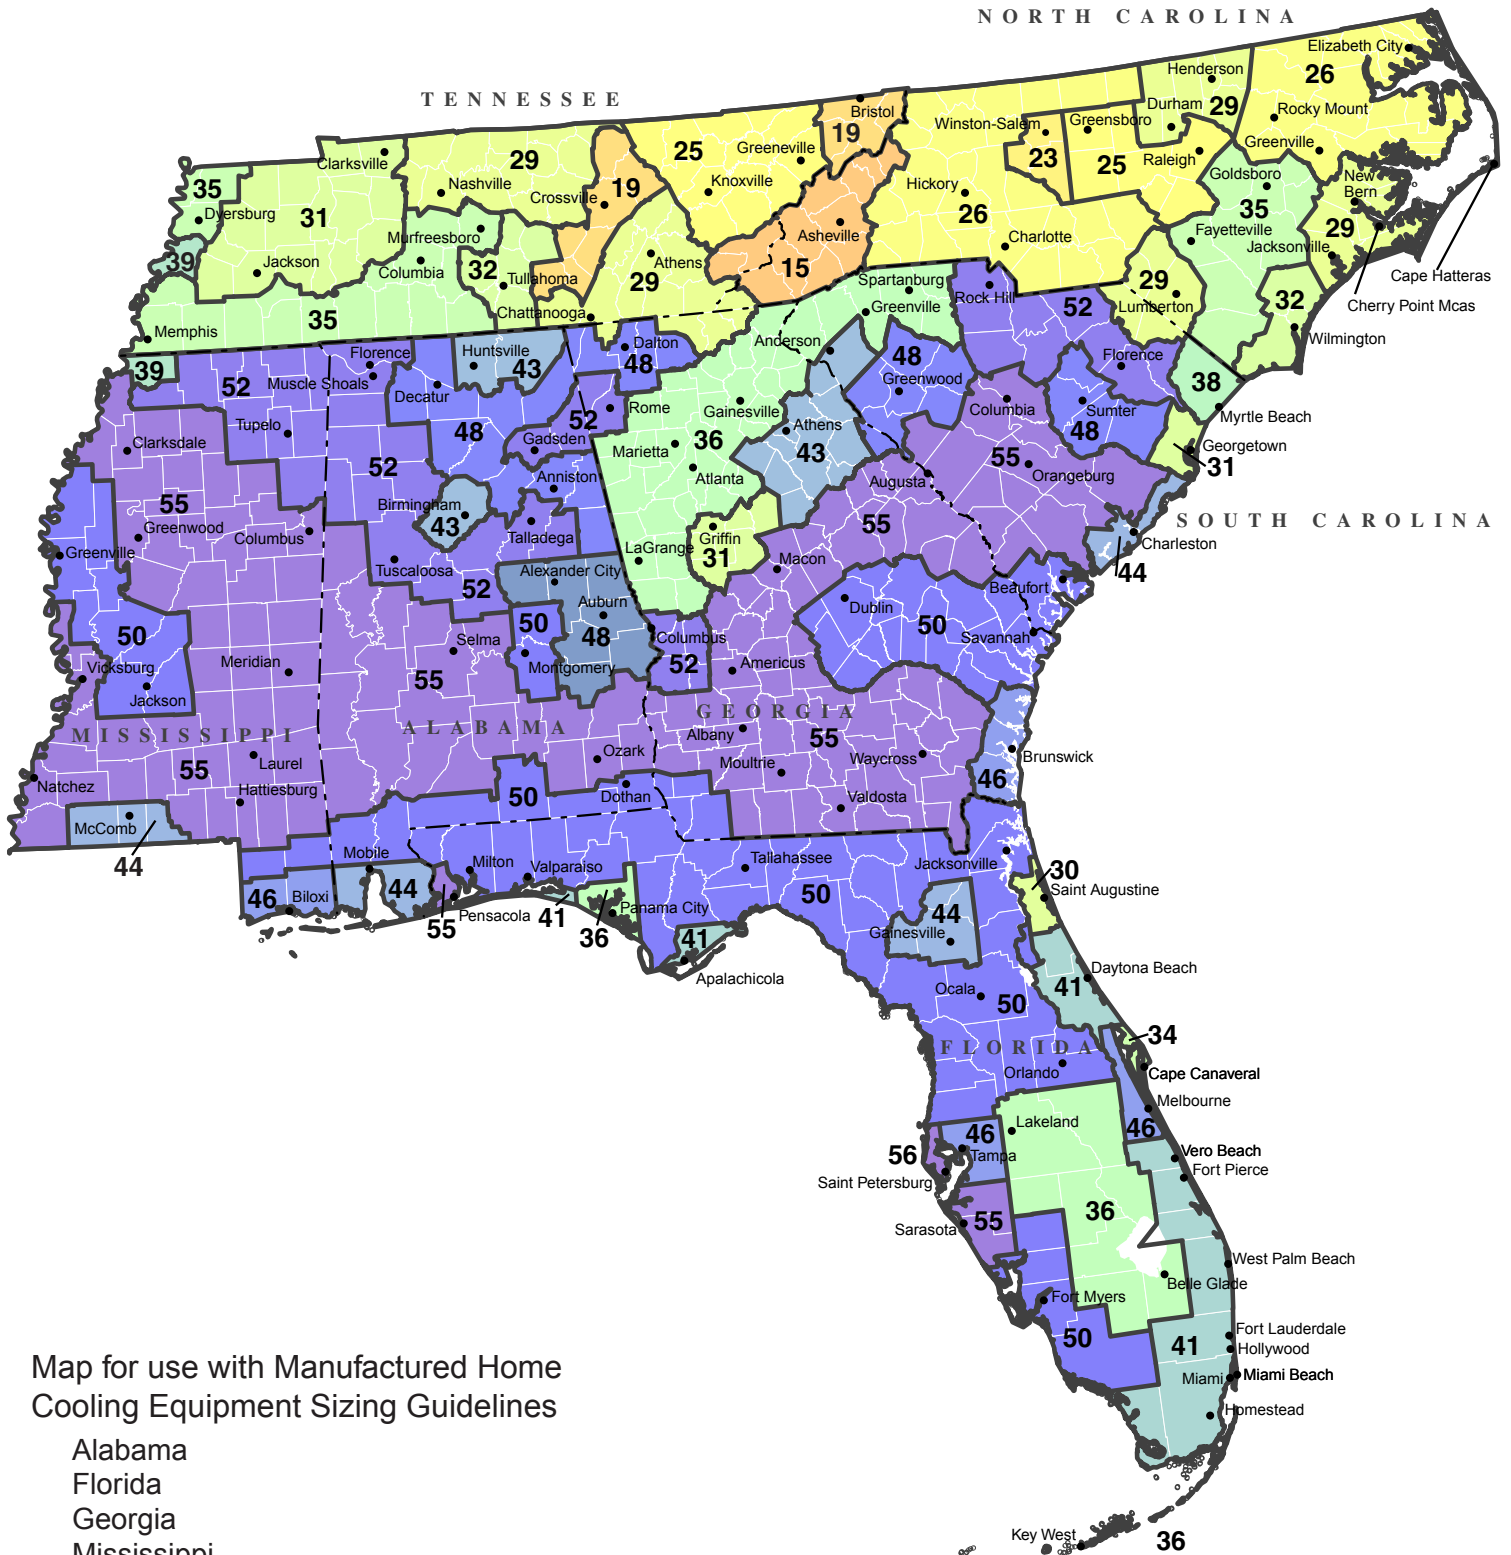 NORTH CAROLINA
Elizabeth City
26
Henderson
TENNESSEE
Bristol
19
Durham
29
Rocky Mount
Winston-Salem
Greensboro
Clarksville
29
25
Greeneville
23
25
Raleigh
Greenville
35
Nashville
Crossville
19
Knoxville
Hickory
26
Goldsboro
New
Bern
Dyersburg
31
35
Murfreesboro
Asheville
Charlotte
Fayetteville
29
Jacksonville
39
Jackson
Columbia
32
Tullahoma
Athens
29
15
Spartanburg
Rock Hill
29
Lumberton
32
Cape Hatteras
Cherry Point Mcas
Memphis
35
Chattanooga
Greenville
52
Wilmington
39
52
Florence
Muscle Shoals
Huntsville
43
Dalton
48
Anderson
48
Florence
38
Decatur
Greenwood
Tupelo
48
52
Rome
Gainesville
Columbia
Sumter
48
Myrtle Beach
Clarksdale
Gadsden
Marietta
36
Athens
43
Georgetown
31
52
Atlanta
55
Orangeburg
Anniston
Augusta
55
Birmingham
43
Greenwood
Columbus
Talladega
55
SOUTH CAROLINA
Griffin
31
Greenville
LaGrange
Macon
Charleston
44
Tuscaloosa
52
Alexander City
Beaufort
Auburn
48
Dublin
50
Savannah
50
50
Selma
Montgomery
Columbus
52
Americus
Meridian
Vicksburg
Jackson
55
MISSISSIPPI
ALABAMA
GEORGIA
Albany
55
Ozark
Moultrie
Waycross
Brunswick
46
Laurel
55
Natchez
Hattiesburg
50
Dothan
Valdosta
McComb
44
Mobile
Milton
Valparaiso
Tallahassee
Jacksonville
30
Saint Augustine
46
Biloxi
44
55
Pensacola
41
36
Panama City
50
44
Gainesville
41
Apalachicola
Daytona Beach
41
Ocala
50
34
FLORIDA
Orlando
Cape Canaveral
Melbourne
46
Lakeland
46
Tampa
56
Saint Petersburg
Vero Beach
Fort Pierce
55
Sarasota
36
West Palm Beach
Belle Glade
Fort Myers
50
Fort Lauderdale
Hollywood
41
Miami
Miami Beach
Homestead
Key West
36
Map for use with Manufactured Home
Cooling Equipment Sizing Guidelines
Alabama
Florida
Georgia
Mississippi